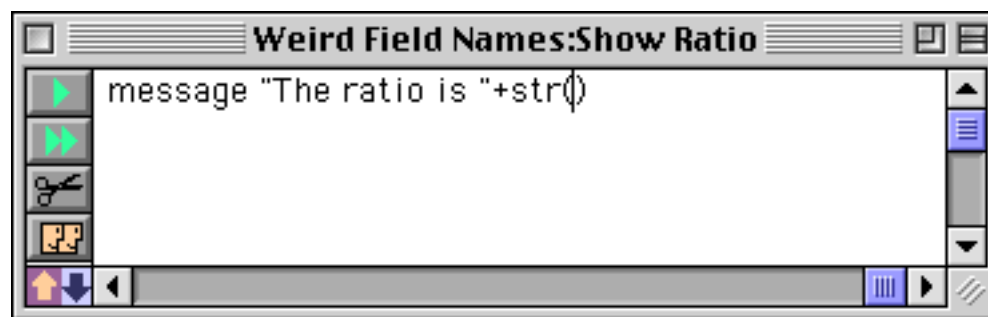 Weird Field Names:Show Ratio
message "The ratio is "+str()